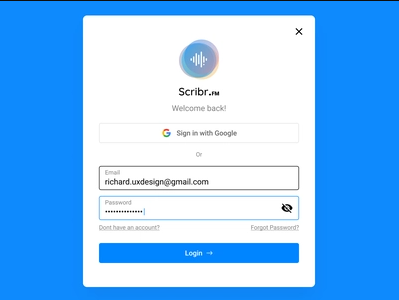 Scribr.FM
Welcome back!
Sign in with Google
Or
Email
richard.uxdesign@gmail.com
Password
••••••••••••••
Dont have an account? Forgot Password?
Login →